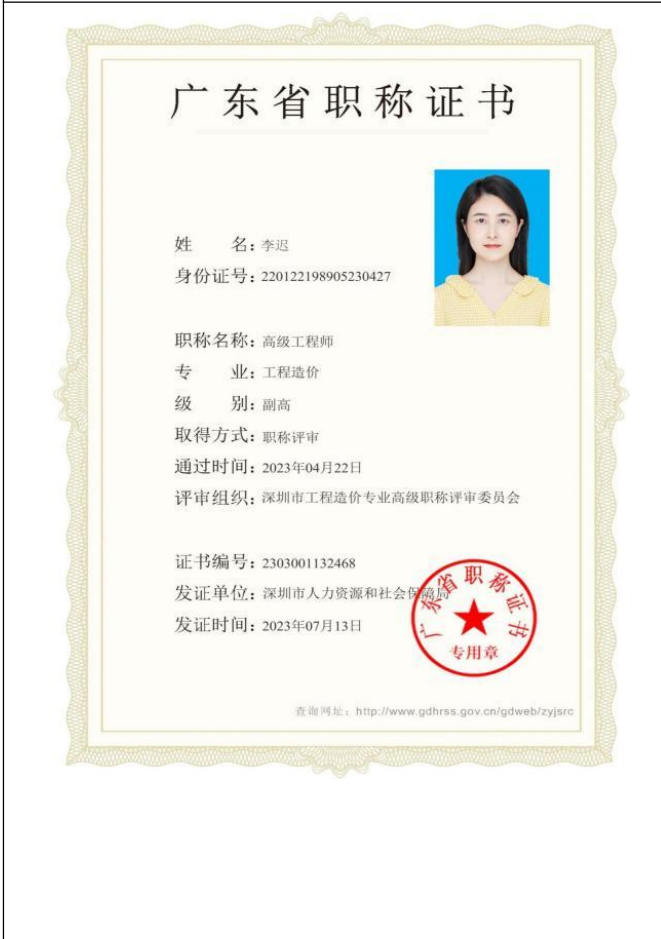 广东省职称证书
姓 名：李迟
身份证号：220122198905230427
职称名称：高级工程师
专 业：工程造价
级 别：副高
取得方式：职称评审
通过时间：2023年04月22日
评审组织：深圳市工程造价专业高级职称评审委员会
证书编号：2303001132468
发证单位：深圳市人力资源和社会保障局
发证时间：2023年07月13日
广东省职称证书
专用章
查询网址：http://www.gdhrss.gov.cn/gdweb/zyjsrc